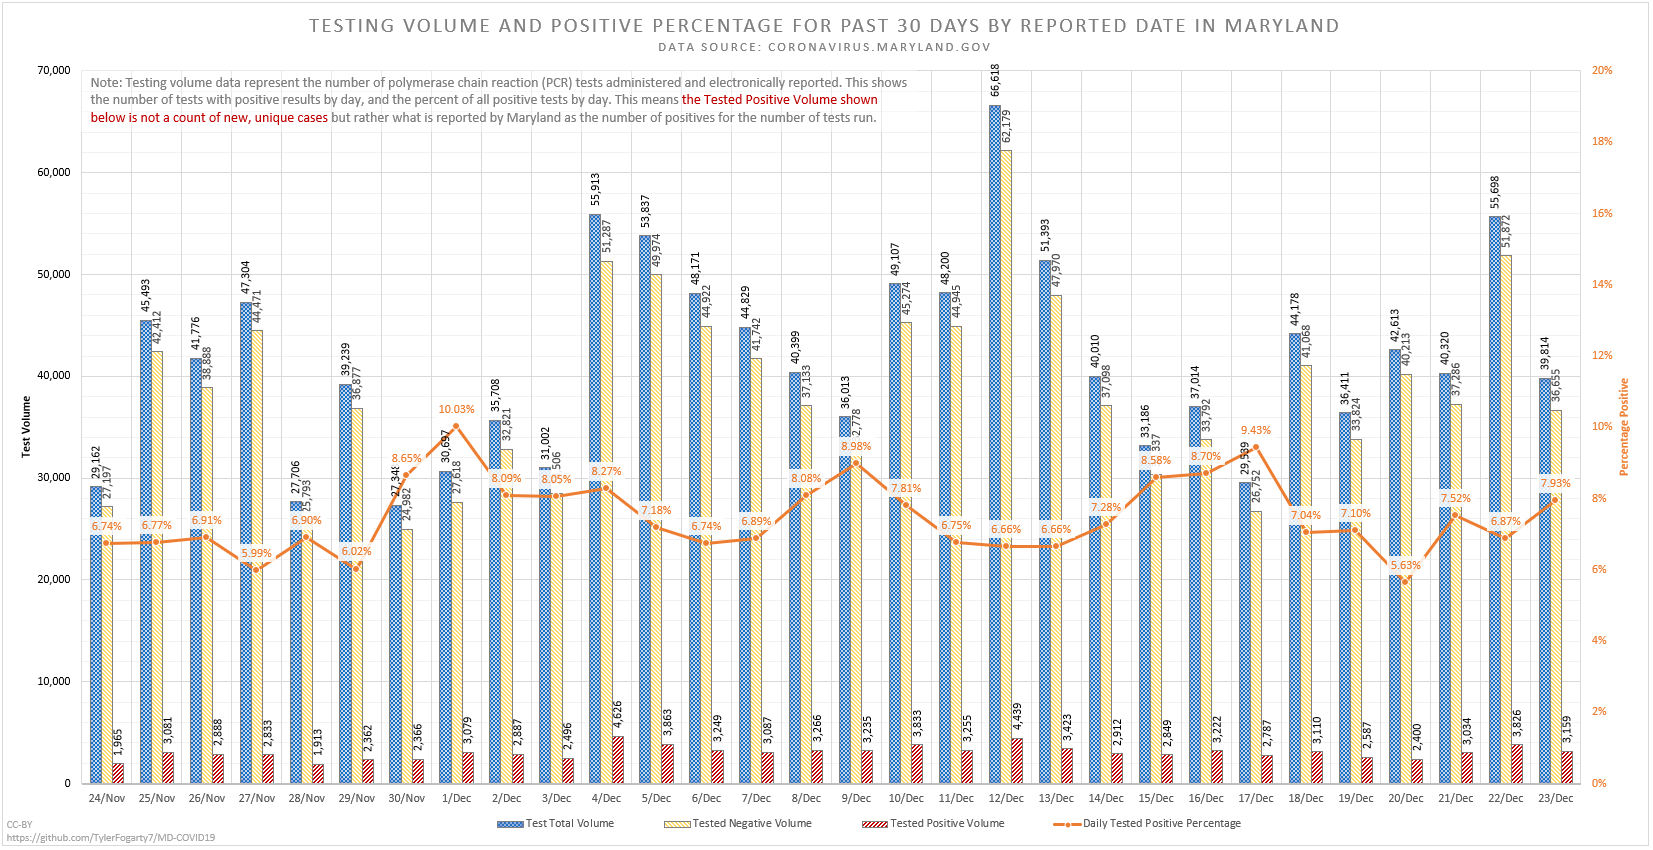 TESTING VOLUME AND POSITIVE PERCENTAGE FOR PAST 30 DAYS BY REPORTED DATE IN MARYLAND
DATA SOURCE: CORONAVIRUS.MARYLAND.GOV
Note: Testing volume data represent the number of polymerase chain reaction (PCR) tests administered and electronically reported. This shows
the number of tests with positive results by day, and the percent of all positive tests by day. This means the Tested Positive Volume shown
below is not a count of new, unique cases but rather what is reported by Maryland as the number of positives for the number of tests run.
Test Volume
70,000
60,000
50,000
40,000
30,000
20,000
10,000
0
29,162 27,197 6.74% 1,965
45,493 42,412 6.77% 3,081
41,776 38,888 6.91% 2,888
47,304 44,471 5.99% 2,833
27,706 25,793 6.90% 1,913
39,239 36,877 6.02% 2,362
27,348 24,982 8.65% 2,366
30,697 27,618 10.03% 3,079
35,708 32,821 8.09% 2,887
31,002 506 8.05% 2,496
55,913 51,287 8.27% 4,626
53,837 49,974 7.18% 3,863
48,171 44,922 6.74% 3,249
44,829 41,742 6.89% 3,087
40,399 37,133 8.08% 3,266
36,013 2,778 8.98% 3,235
49,107 45,274 7.81% 3,833
48,200 44,945 6.75% 3,255
66,618 62,179 6.66% 4,439
51,393 47,970 6.66% 3,423
40,010 37,098 7.28% 2,912
33,186 337 8.58% 2,849
37,014 33,792 8.70% 3,222
29,539 26,752 9.43% 2,787
44,178 41,068 7.04% 3,110
36,411 33,824 7.10% 2,587
42,613 40,213 5.63% 2,400
40,320 37,286 7.52% 3,034
55,698 51,872 6.87% 3,826
39,814 36,655 7.93% 3,159
20%
18%
16%
14%
12%
10%
8%
6%
4%
2%
0%
Percentage Positive
24/Nov 25/Nov 26/Nov 27/Nov 28/Nov 29/Nov 30/Nov 1/Dec 2/Dec 3/Dec 4/Dec 5/Dec 6/Dec 7/Dec 8/Dec 9/Dec 10/Dec 11/Dec 12/Dec 13/Dec 14/Dec 15/Dec 16/Dec 17/Dec 18/Dec 19/Dec 20/Dec 21/Dec 22/Dec 23/Dec
Test Total Volume Tested Negative Volume Tested Positive Volume Daily Tested Positive Percentage
CC-BY
https://github.com/TylerFogarty7/MD-COVID19